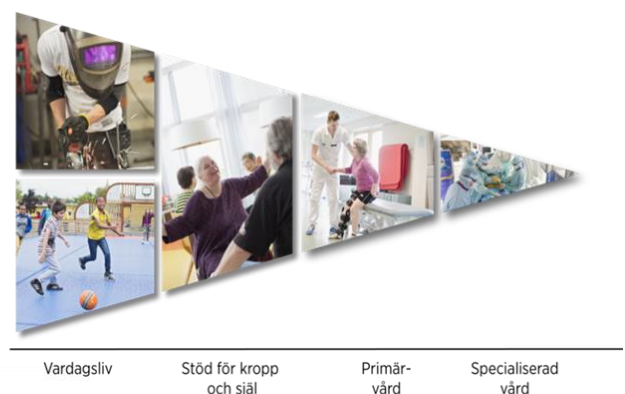 Vardagsliv
Stöd för kropp
och själ
Primär-
vård
Specialiserad
vård